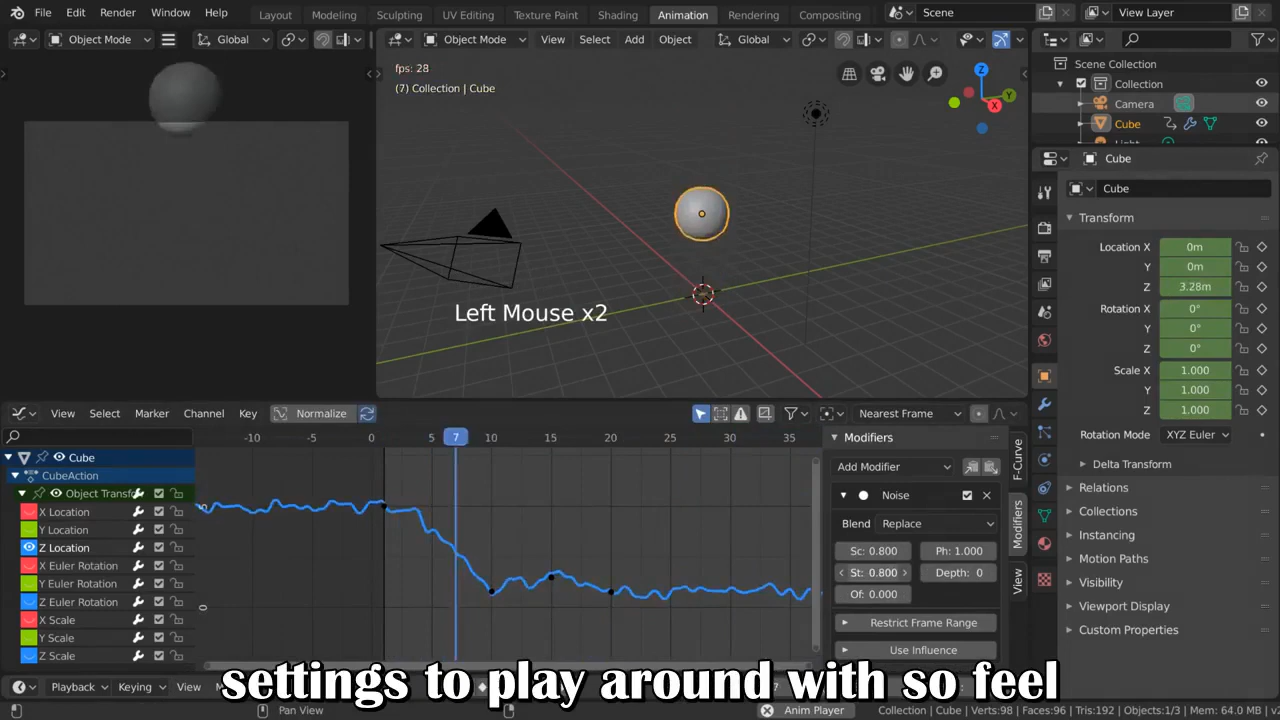 File Edit Render Window Help Layout Modeling Sculpting UV Editing Texture Paint Shading Animation Rendering Compositing Scene View Layer
Object Mode Global Object Mode View Select Add Object Global
fps: 28
(7) Collection | Cube
Z
Y
X
Left Mouse x2
Scene Collection
Collection
Camera
Cube
Cube
Cube
Transform
Location X 0m
Y 0m
Z 3.28m
Rotation X 0°
Y 0°
Z 0°
Scale X 1.000
Y 1.000
Z 1.000
Rotation Mode XYZ Euler
Delta Transform
Relations
Collections
Instancing
Motion Paths
Visibility
Viewport Display
Custom Properties
View Select Marker Channel Key Normalize Nearest Frame
-10 -5 0 5 7 10 15 20 25 30 35
Cube
CubeAction
Object Transf
X Location
Y Location
Z Location
X Euler Rotation
Y Euler Rotation
Z Euler Rotation
X Scale
Y Scale
Z Scale
0
Modifiers
Add Modifier
Noise
Blend Replace
Sc: 0.800 Ph: 1.000
St: 0.800 Depth: 0
Of: 0.000
Restrict Frame Range
Use Influence
F-Curve
Modifiers
View
settings to play around with so feel
Playback Keying View
Pan View Anim Player Collection | Cube | Verts:98 | Faces:96 | Tris:192 | Objects:1/3 | Mem: 64.0 MB | v2